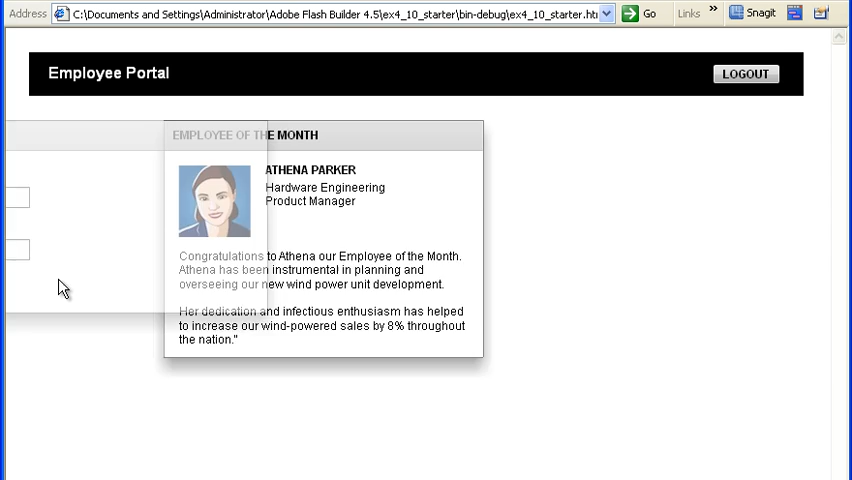 Address C:\Documents and Settings\Administrator\Adobe Flash Builder 4.5\ex4_10_starter\bin-debug\ex4_10_starter.htm Go Links » Snagit
Employee Portal LOGOUT
EMPLOYEE OF THE MONTH
ATHENA PARKER
Hardware Engineering
Product Manager
Congratulations to Athena our Employee of the Month.
Athena has been instrumental in planning and
overseeing our new wind power unit development.
Her dedication and infectious enthusiasm has helped
to increase our wind-powered sales by 8% throughout
the nation."